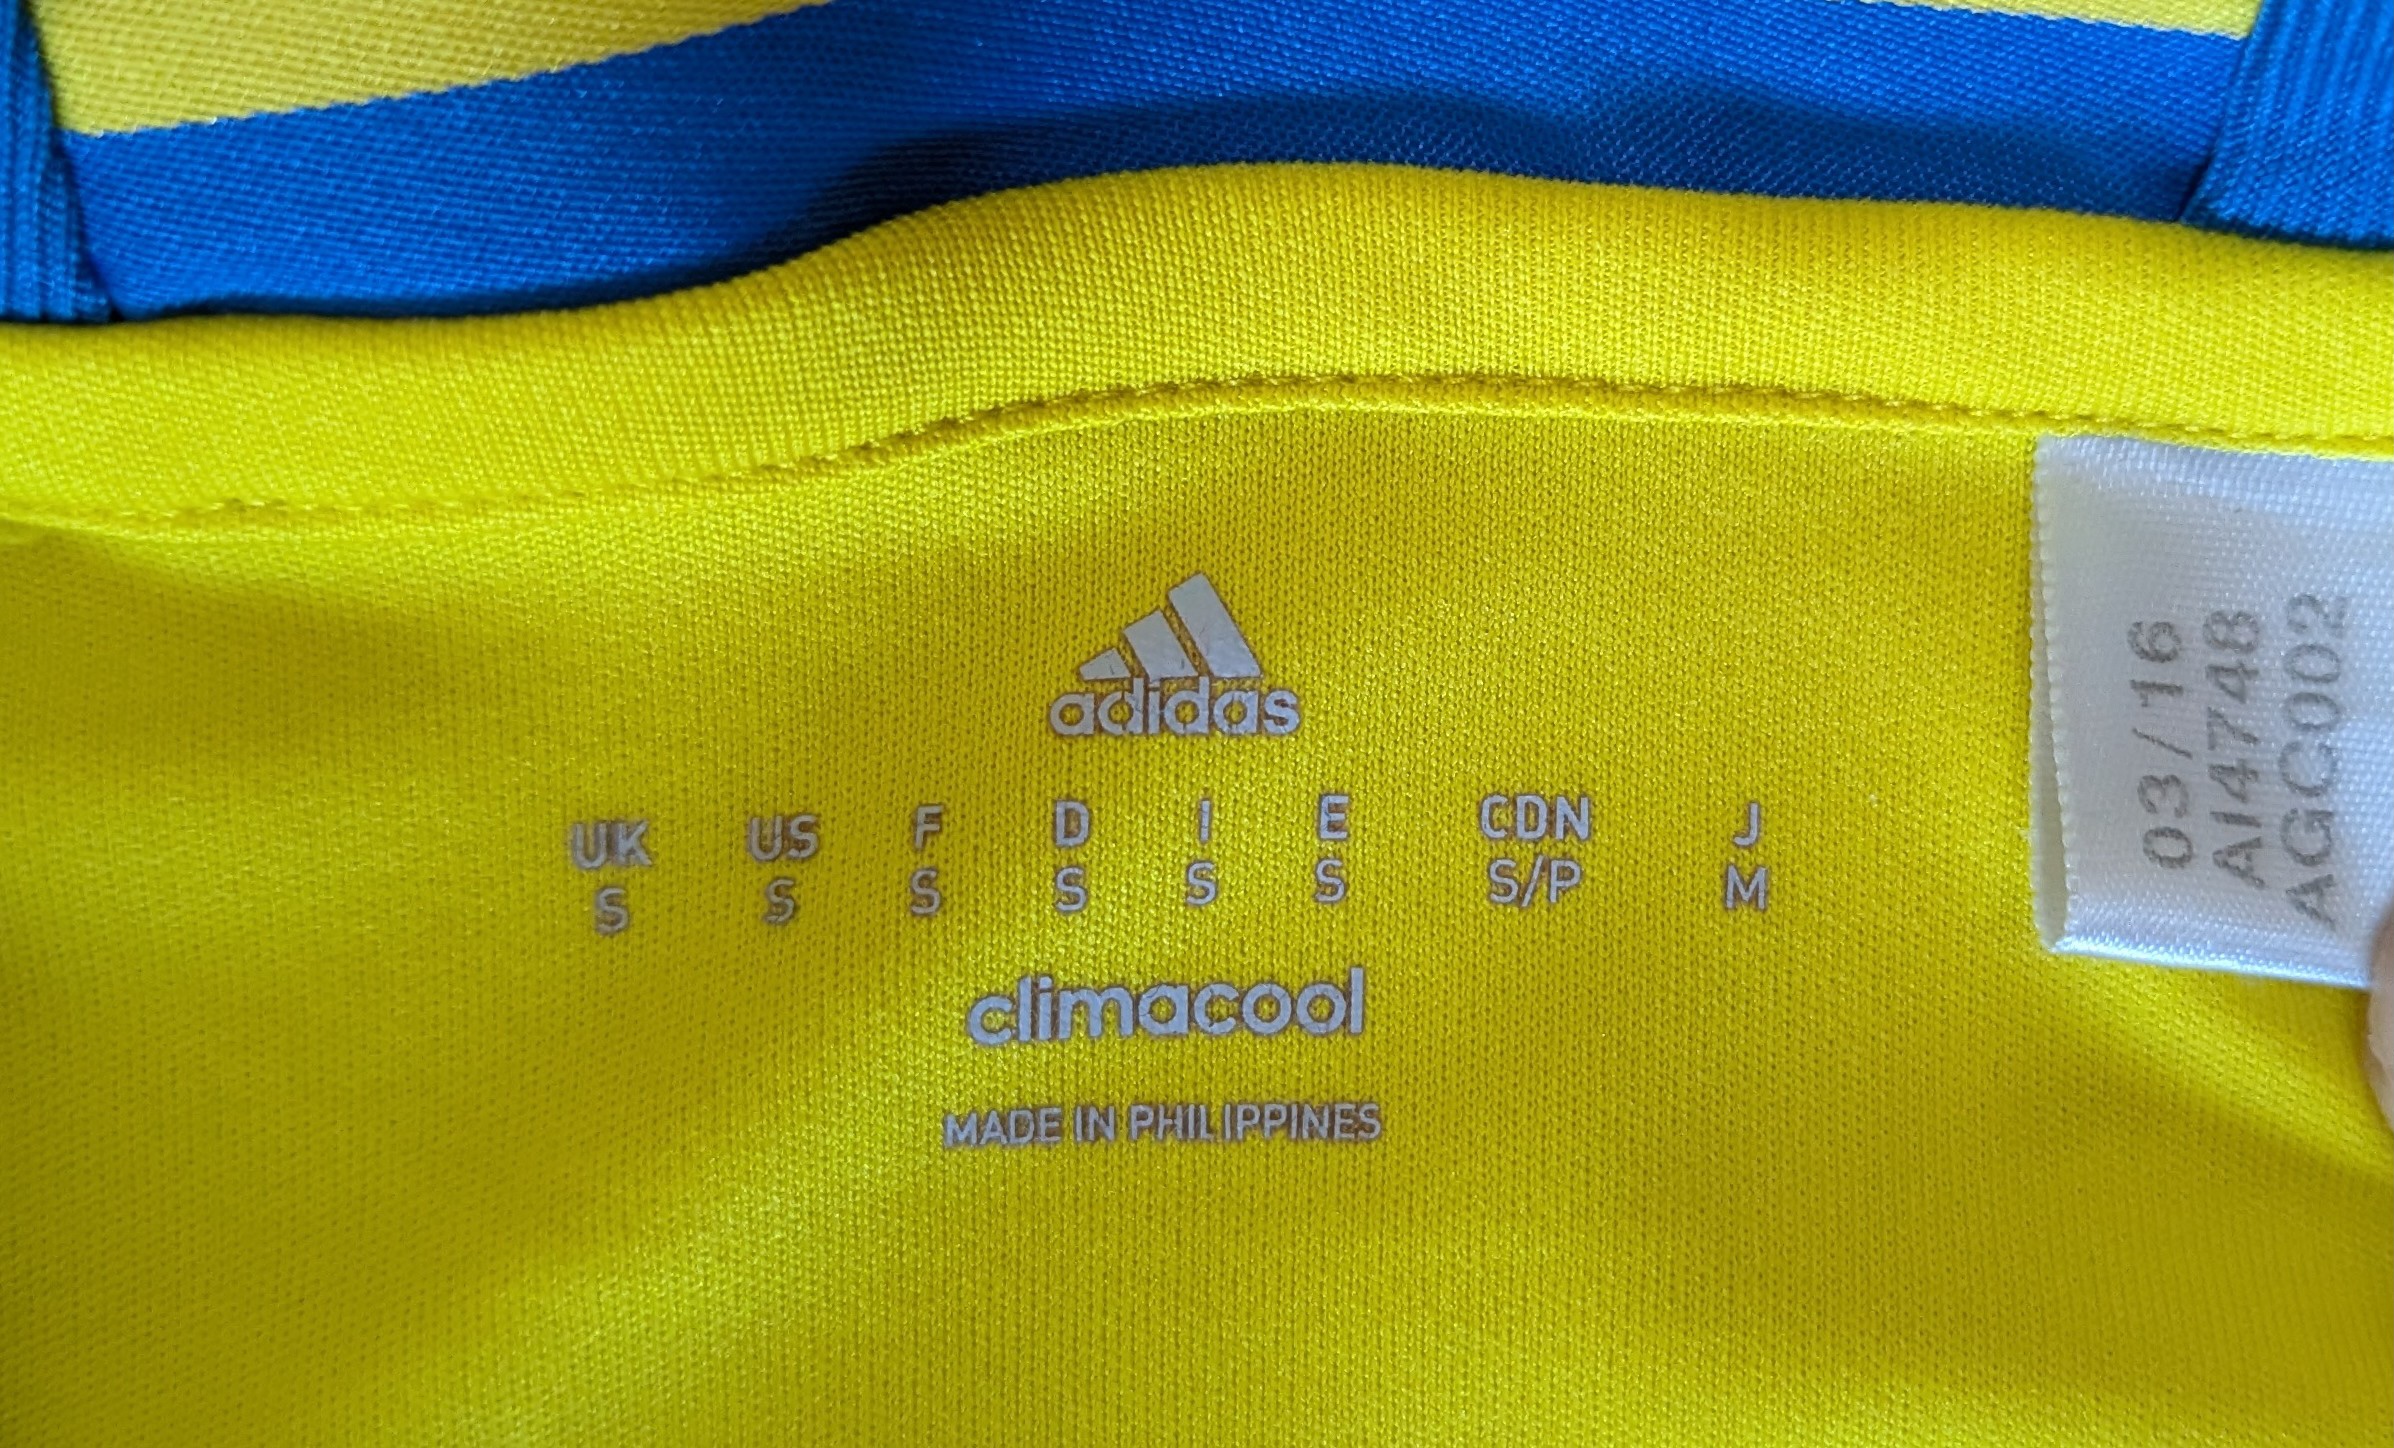 adidas
UK US F D I E CDN J
S S S S S S S/P M
climacool
MADE IN PHILIPPINES
03/16
AI4748
AGC002